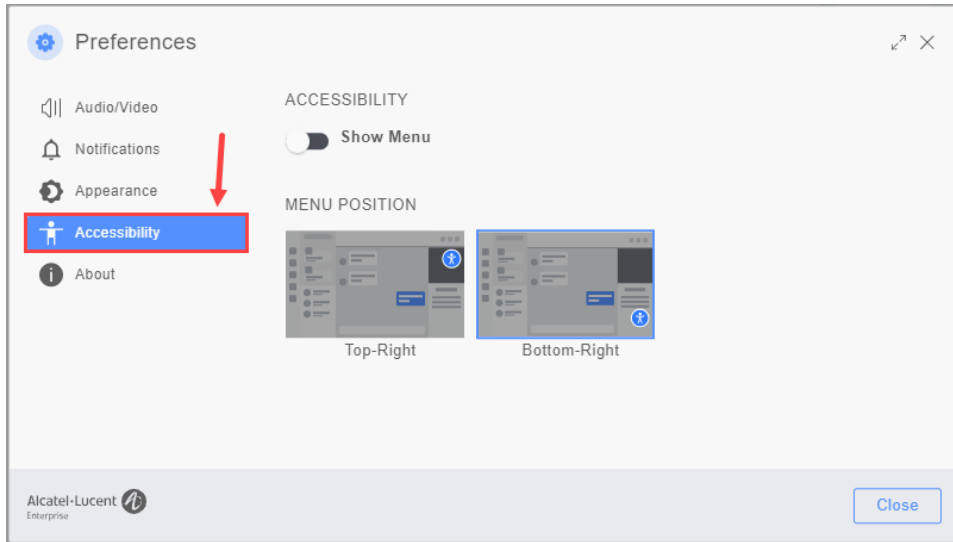 Preferences
Audio/Video
Notifications
Appearance
Accessibility
About
ACCESSIBILITY
Show Menu
MENU POSITION
Top-Right
Bottom-Right
Alcatel·Lucent
Enterprise
Close